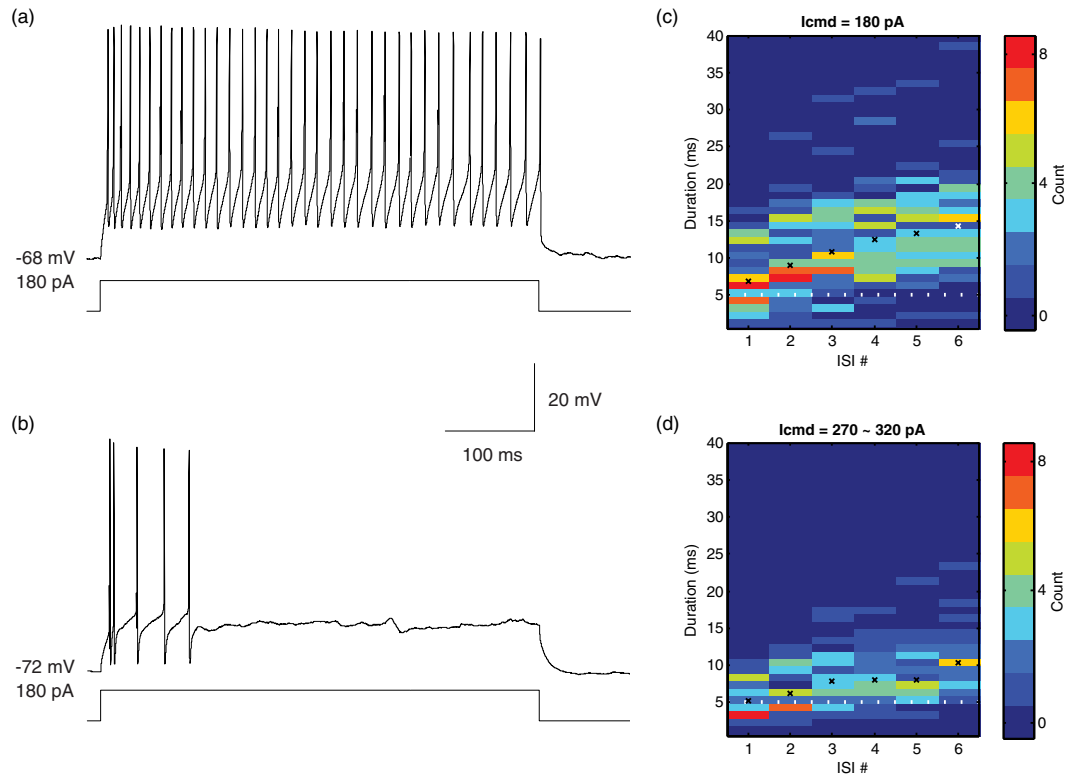 (a)
-68 mV
180 pA
20 mV
100 ms
(b)
-72 mV
180 pA
(c)
Icmd = 180 pA
Duration (ms)
40
35
30
25
20
15
10
5
1 2 3 4 5 6
ISI #
8
4
0
Count
(d)
Icmd = 270 ~ 320 pA
Duration (ms)
40
35
30
25
20
15
10
5
1 2 3 4 5 6
ISI #
8
4
0
Count